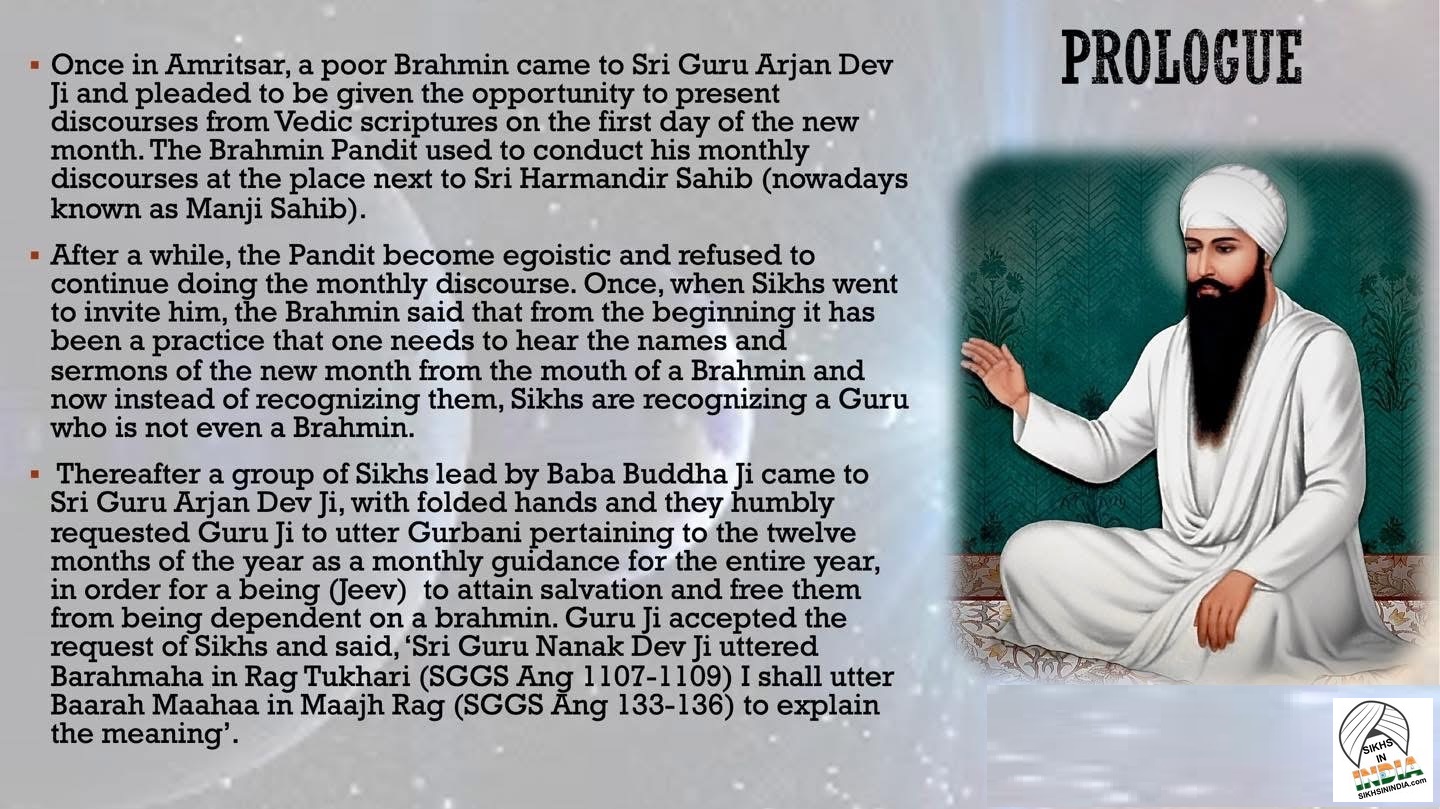 PROLOGUE
▪ Once in Amritsar, a poor Brahmin came to Sri Guru Arjan Dev
Ji and pleaded to be given the opportunity to present
discourses from Vedic scriptures on the first day of the new
month. The Brahmin Pandit used to conduct his monthly
discourses at the place next to Sri Harmandir Sahib (nowadays
known as Manji Sahib).
▪ After a while, the Pandit become egoistic and refused to
continue doing the monthly discourse. Once, when Sikhs went
to invite him, the Brahmin said that from the beginning it has
been a practice that one needs to hear the names and
sermons of the new month from the mouth of a Brahmin and
now instead of recognizing them, Sikhs are recognizing a Guru
who is not even a Brahmin.
▪ Thereafter a group of Sikhs lead by Baba Buddha Ji came to
Sri Guru Arjan Dev Ji, with folded hands and they humbly
requested Guru Ji to utter Gurbani pertaining to the twelve
months of the year as a monthly guidance for the entire year,
in order for a being (Jeev) to attain salvation and free them
from being dependent on a brahmin. Guru Ji accepted the
request of Sikhs and said, ‘Sri Guru Nanak Dev Ji uttered
Barahmaha in Rag Tukhari (SGGS Ang 1107-1109) I shall utter
Baarah Maahaa in Maajh Rag (SGGS Ang 133-136) to explain
the meaning’.
SIKHS
IN
INDIA
SIKHSININDIA.com